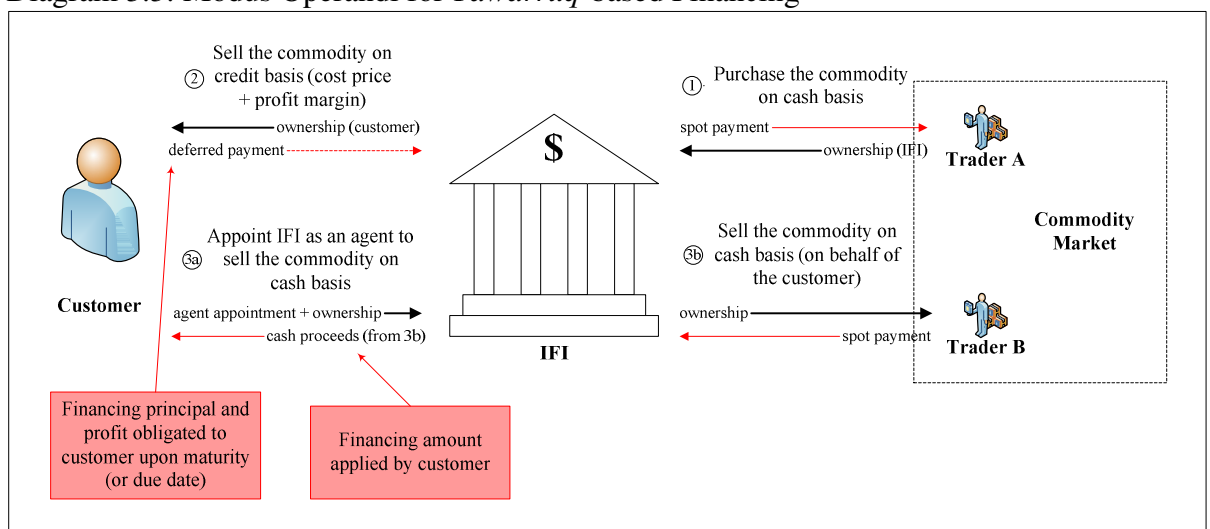 Diagram 3.3: Modus Operandi for Tawarruq-based Financing
Sell the commodity on
② credit basis (cost price
+ profit margin)
ownership (customer)
deferred payment
① Purchase the commodity
on cash basis
spot payment
ownership (IFI)
Trader A
$
Commodity
Market
Customer
Appoint IFI as an agent to
3a sell the commodity on
cash basis
agent appointment + ownership
cash proceeds (from 3b)
IFI
Sell the commodity on
3b cash basis (on behalf of
the customer)
ownership
spot payment
Trader B
Financing principal and
profit obligated to
customer upon maturity
(or due date)
Financing amount
applied by customer